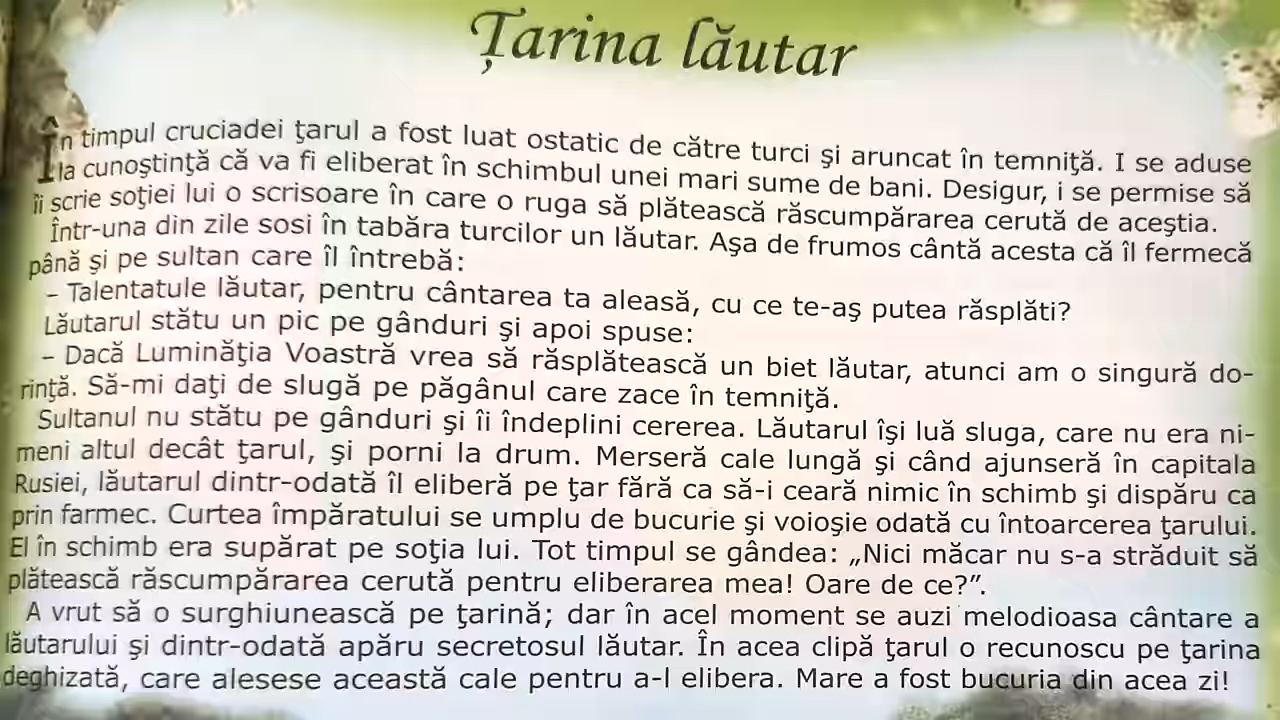 Țarina lăutar
În timpul cruciadei ţarul a fost luat ostatic de către turci şi aruncat în temniţă. I se aduse
la cunoştinţă că va fi eliberat în schimbul unei mari sume de bani. Desigur, i se permise să
îi scrie soţiei lui o scrisoare în care o ruga să plătească răscumpărarea cerută de aceştia.
Într-una din zile sosi în tabăra turcilor un lăutar. Aşa de frumos cântă acesta că îl fermecă
până şi pe sultan care îl întrebă:
– Talentatule lăutar, pentru cântarea ta aleasă, cu ce te-aş putea răsplăti?
Lăutarul stătu un pic pe gânduri şi apoi spuse:
– Dacă Luminăţia Voastră vrea să răsplătească un biet lăutar, atunci am o singură do-
rinţă. Să-mi daţi de slugă pe păgânul care zace în temniţă.
Sultanul nu stătu pe gânduri şi îi îndeplini cererea. Lăutarul îşi luă sluga, care nu era ni-
meni altul decât ţarul, şi porni la drum. Merseră cale lungă şi când ajunseră în capitala
Rusiei, lăutarul dintr-odată îl eliberă pe ţar fără ca să-i ceară nimic în schimb şi dispăru ca
prin farmec. Curtea împăratului se umplu de bucurie şi voioşie odată cu întoarcerea ţarului.
El în schimb era supărat pe soţia lui. Tot timpul se gândea: „Nici măcar nu s-a străduit să
plătească răscumpărarea cerută pentru eliberarea mea! Oare de ce?”.
A vrut să o surghiunească pe ţarină; dar în acel moment se auzi melodioasa cântare a
lăutarului şi dintr-odată apăru secretosul lăutar. În acea clipă ţarul o recunoscu pe ţarina
deghizată, care alesese această cale pentru a-l elibera. Mare a fost bucuria din acea zi!